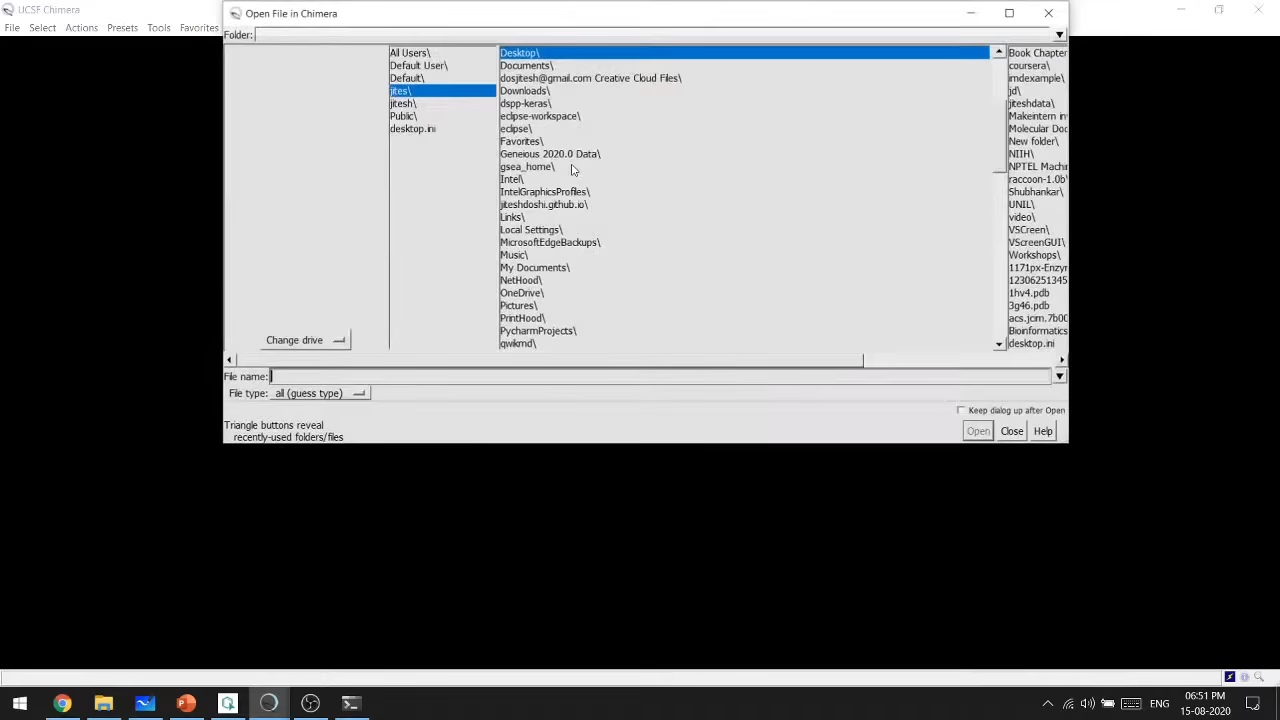 UCSF Chimera
File Select Actions Presets Tools Favorites
Open File in Chimera
Folder:
All Users\
Default User\
Default\
jites\
jitesh\
Public\
desktop.ini
Desktop\
Documents\
dosjitesh@gmail.com Creative Cloud Files\
Downloads\
dspp-keras\
eclipse-workspace\
eclipse\
Favorites\
Geneious 2020.0 Data\
gsea_home\
Intel\
IntelGraphicsProfiles\
jiteshdoshi.github.io\
Links\
Local Settings\
MicrosoftEdgeBackups\
Music\
My Documents\
NetHood\
OneDrive\
Pictures\
PrintHood\
PycharmProjects\
qwikmd\
Book Chapter
coursera\
imdexample\
jd\
jiteshdata\
Makeintern in
Molecular Doc
New folder\
NIIH\
NPTEL Machi
raccoon-1.0b\
Shubhankar\
UNIL\
video\
VSCreen\
VScreenGUI\
Workshops\
1171px-Enzyn
12306251345
1hv4.pdb
3g46.pdb
acs.jcim.7b00
Bioinformatics
desktop.ini
Change drive
File name:
File type: all (guess type)
Keep dialog up after Open
Triangle buttons reveal
recently-used folders/files
Open Close Help
ENG
06:51 PM
15-08-2020